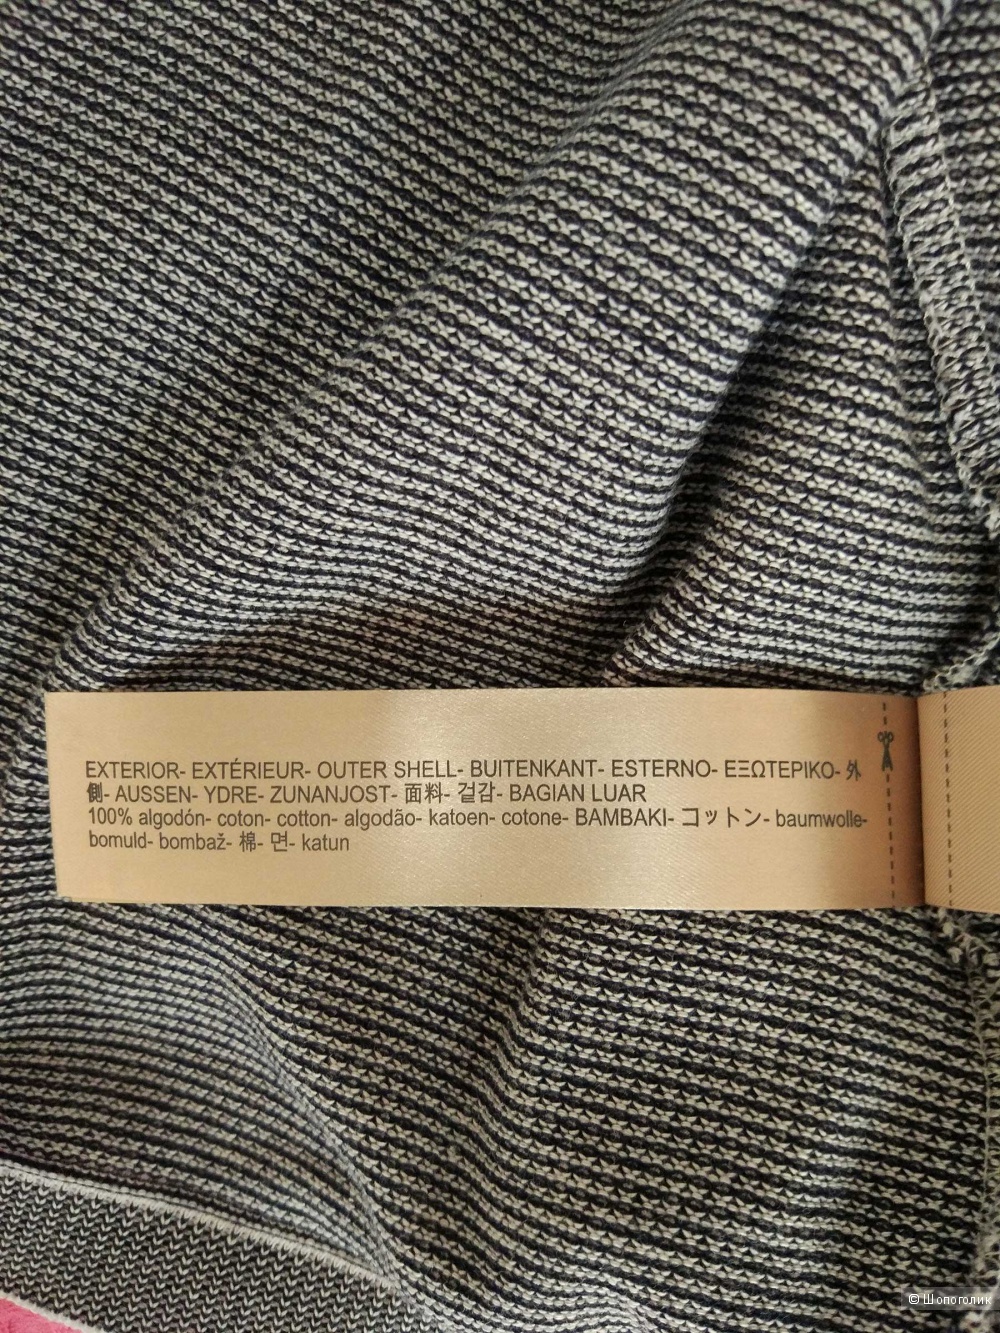 EXTERIOR- EXTÉRIEUR- OUTER SHELL- BUITENKANT- ESTERNO- ΕΞΩΤΕΡΙΚΟ- 外
側- AUSSEN- YDRE- ZUNANJOST- 面料- 겉감- BAGIAN LUAR
100% algodón- coton- cotton- algodão- katoen- cotone- BAMBAKI- コットン- baumwolle-
bomuld- bombaž- 棉- 면- katun
© Шопоголик